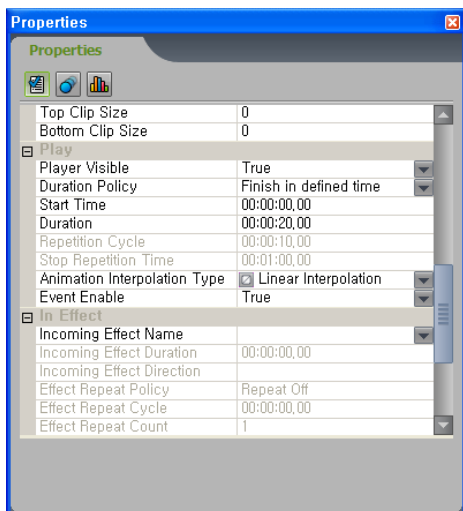 Properties
Properties
Top Clip Size 0
Bottom Clip Size 0
Play
Player Visible True
Duration Policy Finish in defined time
Start Time 00:00:00,00
Duration 00:00:20,00
Repetition Cycle 00:00:10,00
Stop Repetition Time 00:01:00,00
Animation Interpolation Type Linear Interpolation
Event Enable True
In Effect
Incoming Effect Name
Incoming Effect Duration 00:00:00,00
Incoming Effect Direction
Effect Repeat Policy Repeat Off
Effect Repeat Cycle 00:00:00,00
Effect Repeat Count 1